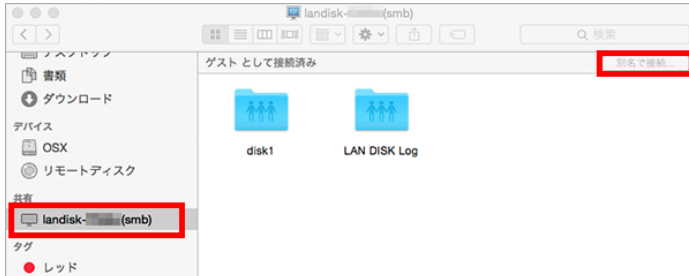 landisk- (smb)
検索
デスクトップ
書類
ダウンロード
デバイス
OSX
リモートディスク
共有
landisk- (smb)
タグ
レッド
ゲスト として接続済み
別名で接続...
disk1
LAN DISK Log